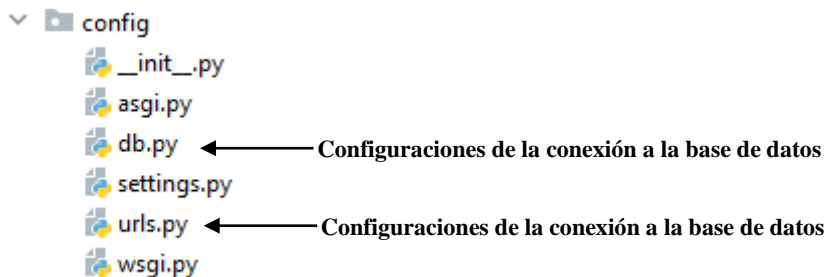 config
__init__.py
asgi.py
db.py Configuraciones de la conexión a la base de datos
settings.py
urls.py Configuraciones de la conexión a la base de datos
wsgi.py